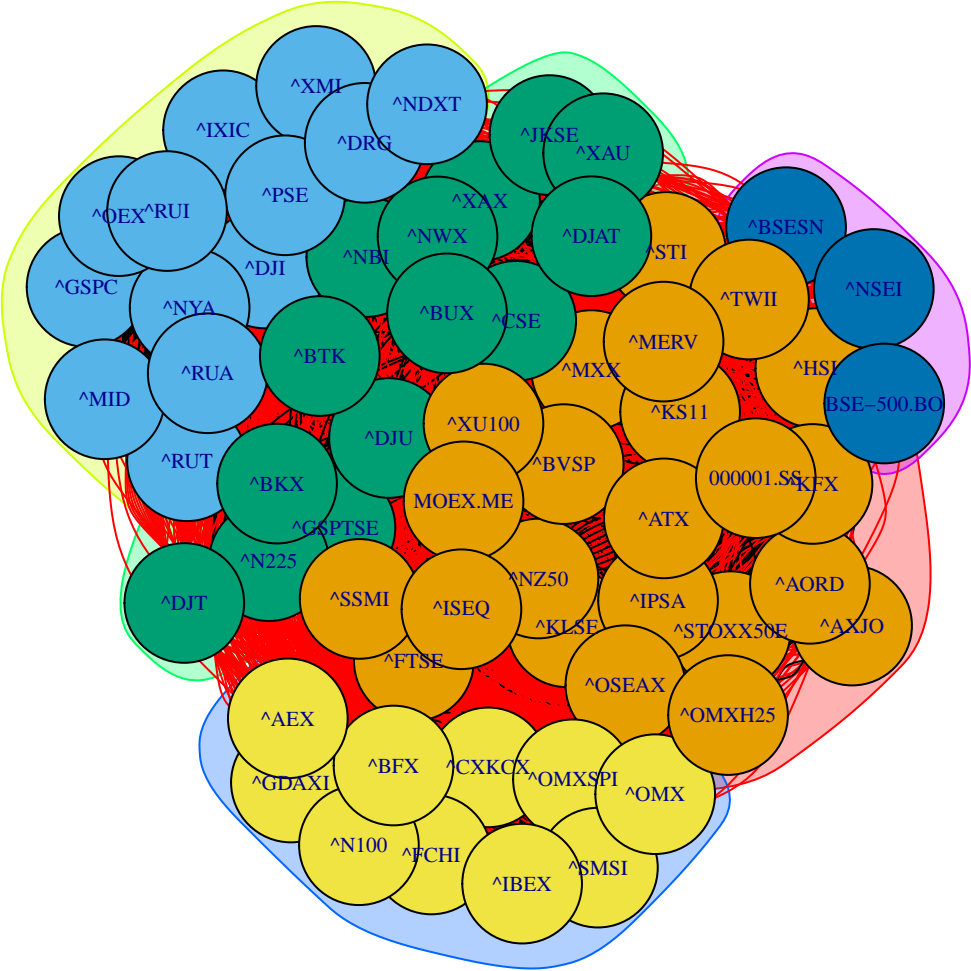 ^XMI
^NDXT
^IXIC
^DRG
^JKSE
^XAU
^PSE
^XAX
^OEX
^RUI
^BSESN
^NWX
^DJAT
^STI
^NBI
^DJI
^GSPC
^NSEI
^TWII
^NYA
^BUX
^CSE
^MERV
^BTK
^MXX
^HSI
^RUA
^MID
BSE−500.BO
^KS11
^XU100
^DJU
^RUT
^BVSP
^BKX
000001.SS
^KFX
MOEX.ME
^ATX
^GSPTSE
^N225
^NZ50
^AORD
^DJT
^SSMI
^ISEQ
^IPSA
^KLSE
^STOXX50E
^AXJO
^FTSE
^OSEAX
^AEX
^OMXH25
^BFX
^CXKCX
^GDAXI
^OMXSPI
^OMX
^N100
^FCHI
^IBEX
^SMSI